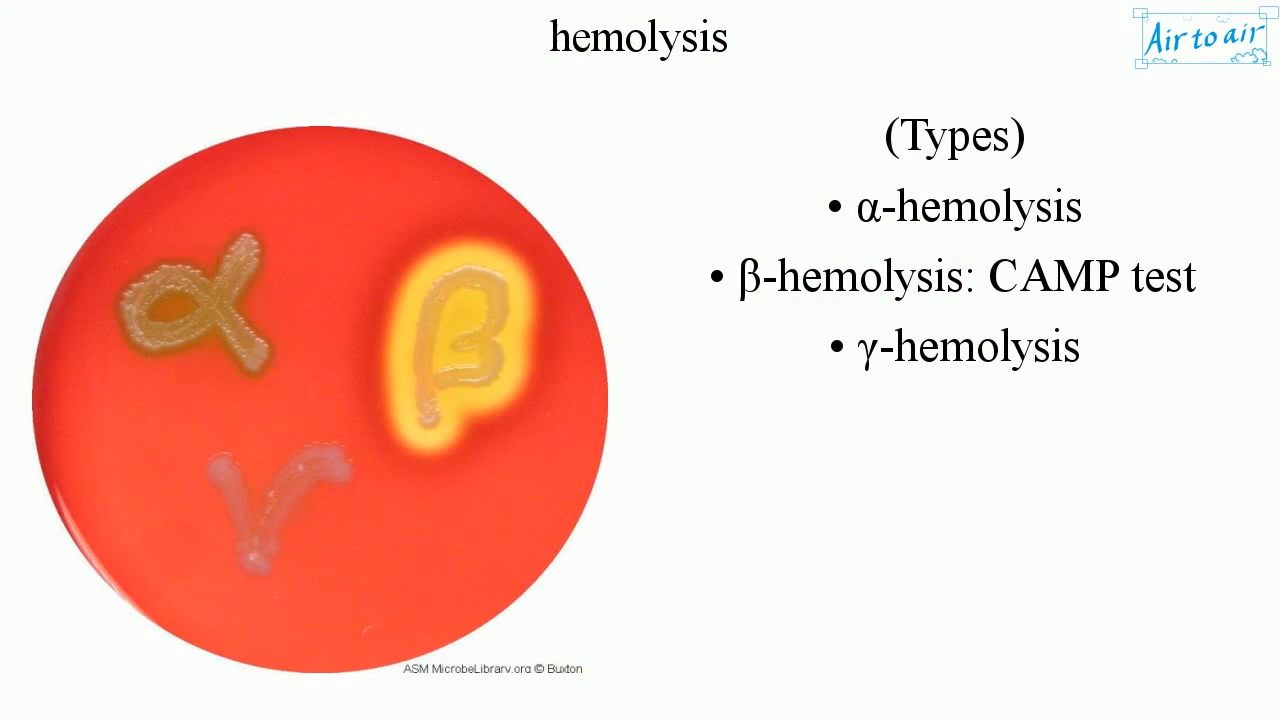 hemolysis
Air to air
(Types)
• α-hemolysis
• β-hemolysis: CAMP test
• γ-hemolysis
α
β
γ
ASM MicrobeLibrary.org © Buxton